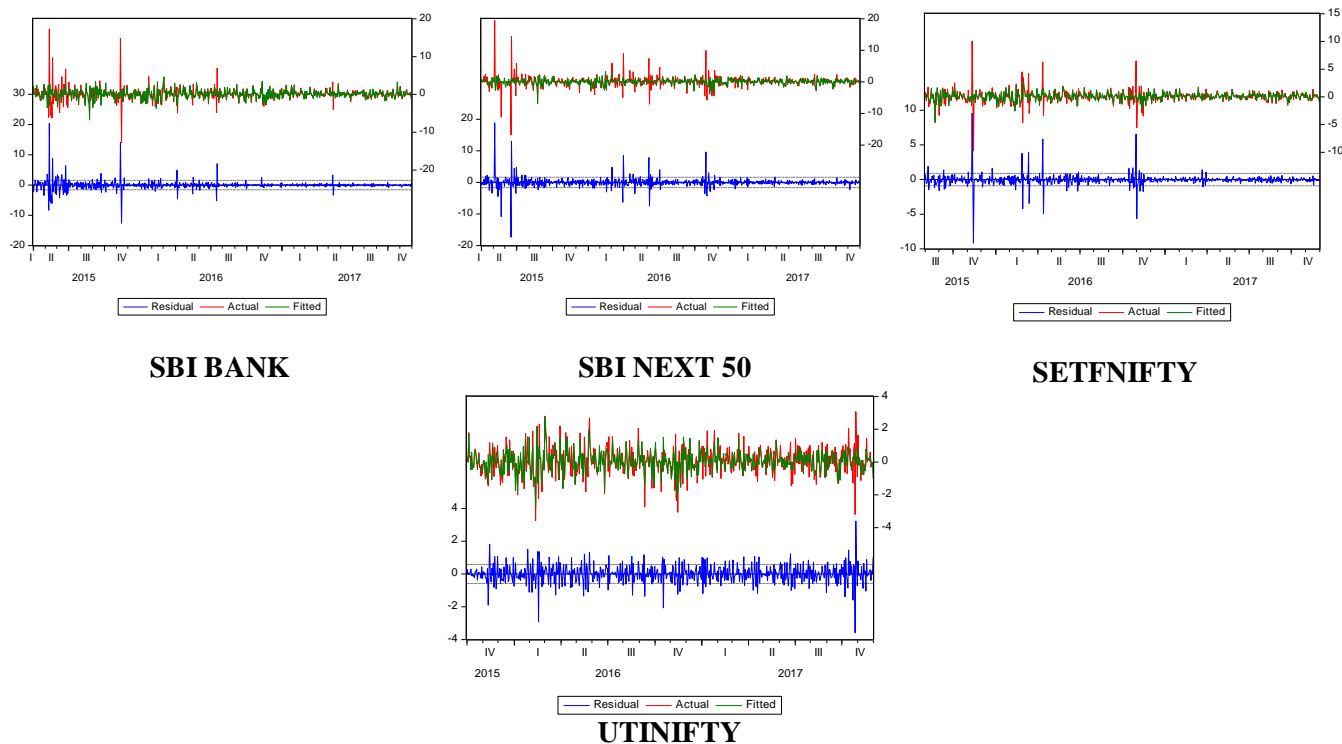 20
10
0
-10
-20
30
20
10
0
-10
-20
I II III IV I II III IV I II III IV
2015 2016 2017
Residual Actual Fitted
SBI BANK
20
10
0
-10
-20
20
10
0
-10
-20
I II III IV I II III IV I II III IV
2015 2016 2017
Residual Actual Fitted
SBI NEXT 50
15
10
5
0
-5
-10
10
5
0
-5
-10
III IV I II III IV I II III IV
2015 2016 2017
Residual Actual Fitted
SETFNIFTY
4
2
0
-2
-4
4
2
0
-2
-4
IV I II III IV I II III IV
2015 2016 2017
Residual Actual Fitted
UTINIFTY